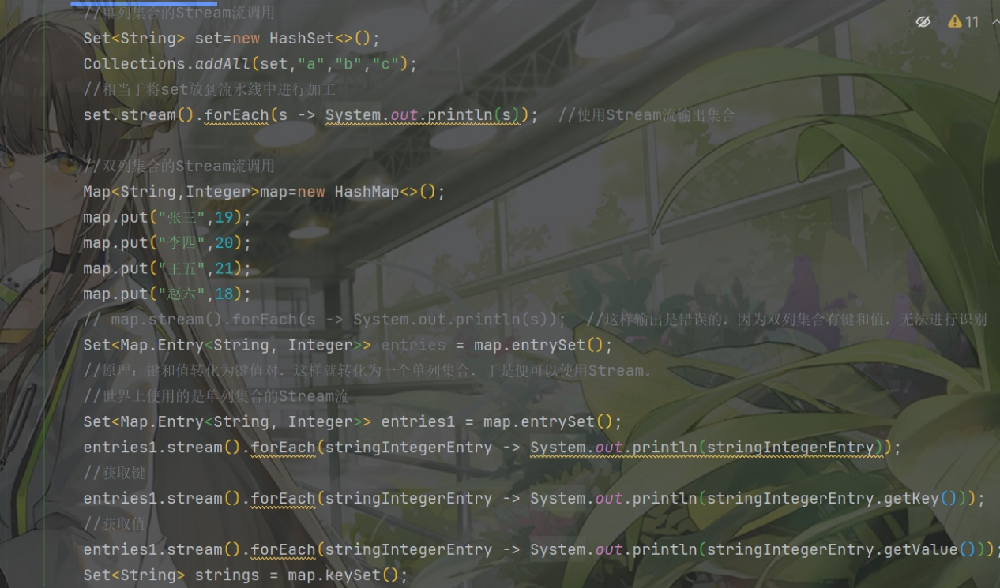 //单列集合的Stream流调用
11
Set<String> set=new HashSet<>();
Collections.addAll(set,"a","b","c");
//相当于将set放到流水线中进行加工
set.stream().forEach(s -> System.out.println(s));  //使用Stream流输出集合
//双列集合的Stream流调用
Map<String,Integer>map=new HashMap<>();
map.put("张三",19);
map.put("李四",20);
map.put("王五",21);
map.put("赵六",18);
// map.stream().forEach(s -> System.out.println(s));  //这样输出是错误的，因为双列集合有键和值，无法进行识别
Set<Map.Entry<String, Integer>> entries = map.entrySet();
//原理：键和值转化为键值对，这样就转化为一个单列集合，于是便可以使用Stream。
//世界上使用的是单列集合的Stream流
Set<Map.Entry<String, Integer>> entries1 = map.entrySet();
entries1.stream().forEach(stringIntegerEntry -> System.out.println(stringIntegerEntry));
//获取键
entries1.stream().forEach(stringIntegerEntry -> System.out.println(stringIntegerEntry.getKey()));
//获取值
entries1.stream().forEach(stringIntegerEntry -> System.out.println(stringIntegerEntry.getValue()));
Set<String> strings = map.keySet();